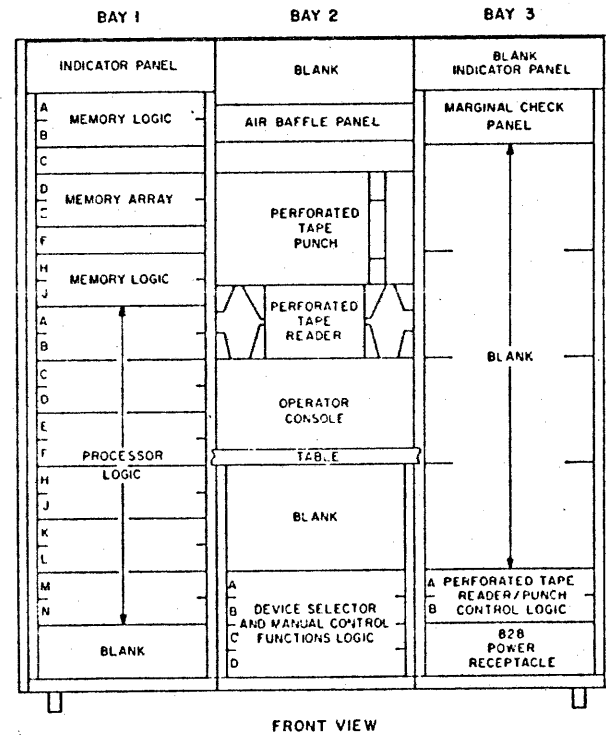 BAY 1
BAY 2
BAY 3
INDICATOR PANEL
A
B
MEMORY LOGIC
C
D
E
MEMORY ARRAY
F
H
J
MEMORY LOGIC
A
B
C
D
E
F
H
J
K
L
M
N
PROCESSOR
LOGIC
BLANK
BLANK
AIR BAFFLE PANEL
PERFORATED
TAPE
PUNCH
PERFORATED
TAPE
READER
OPERATOR
CONSOLE
TABLE
BLANK
A
B
C
D
DEVICE SELECTOR
AND MANUAL CONTROL
FUNCTIONS LOGIC
BLANK
INDICATOR PANEL
MARGINAL CHECK
PANEL
BLANK
A
B
PERFORATED TAPE
READER/PUNCH
CONTROL LOGIC
828
POWER
RECEPTACLE
FRONT VIEW